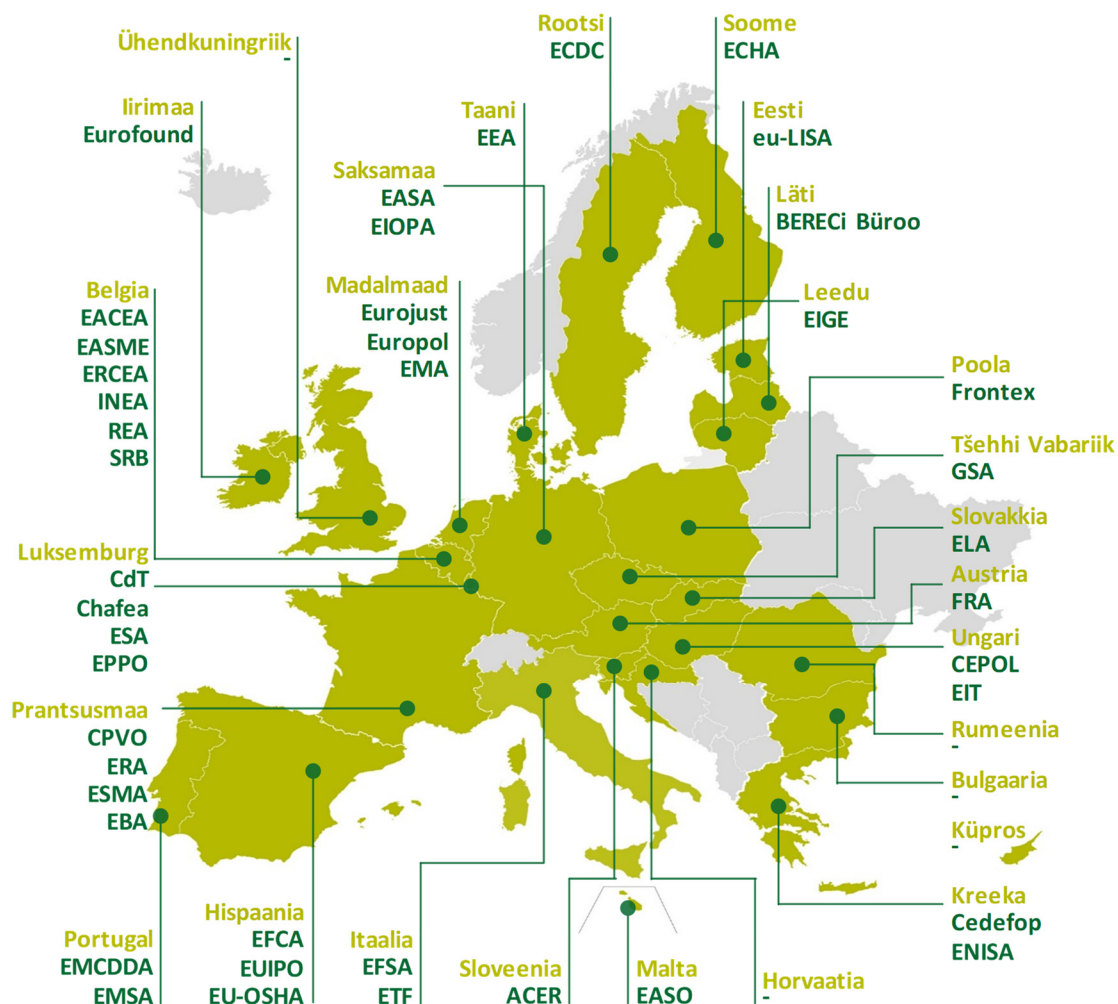 Rootsi
ECDC
Soome
ECHA
Ühendkuningriik
-
Iirimaa
Eurofound
Taani
EEA
Eesti
eu-LISA
Saksamaa
EASA
EIOPA
Läti
BERECi Büroo
Belgia
EACEA
EASME
ERCEA
INEA
REA
SRB
Madalmaad
Eurojust
Europol
EMA
Leedu
EIGE
Poola
Frontex
Tšehhi Vabariik
GSA
Slovakkia
ELA
Luksemburg
CdT
Chafea
ESA
EPPO
Austria
FRA
Ungari
CEPOL
EIT
Prantsusmaa
CPVO
ERA
ESMA
EBA
Rumeenia
-
Bulgaaria
-
Küpros
-
Kreeka
Cedefop
ENISA
Portugal
EMCDDA
EMSA
Hispaania
EFCA
EUIPO
EU-OSHA
Itaalia
EFSA
ETF
Sloveenia
ACER
Malta
EASO
Horvaatia
-